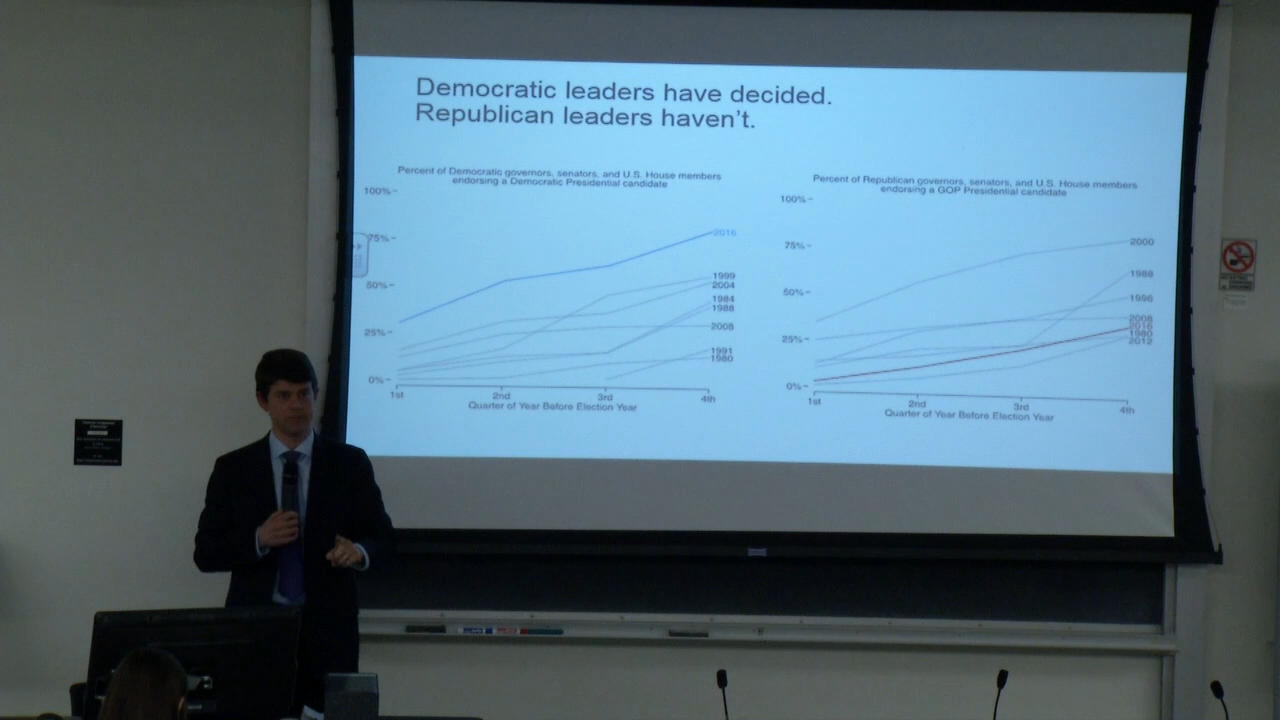 Democratic leaders have decided.
Republican leaders haven't.
Percent of Democratic governors, senators, and U.S. House members
endorsing a Democratic Presidential candidate
100%
75%
50%
25%
0%
2016
1999
2004
1984
1988
2008
1991
1980
1st
2nd
3rd
4th
Quarter of Year Before Election Year
Percent of Republican governors, senators, and U.S. House members
endorsing a GOP Presidential candidate
100%
75%
50%
25%
0%
2000
1988
1996
2008
2016
1980
2012
1st
2nd
3rd
4th
Quarter of Year Before Election Year